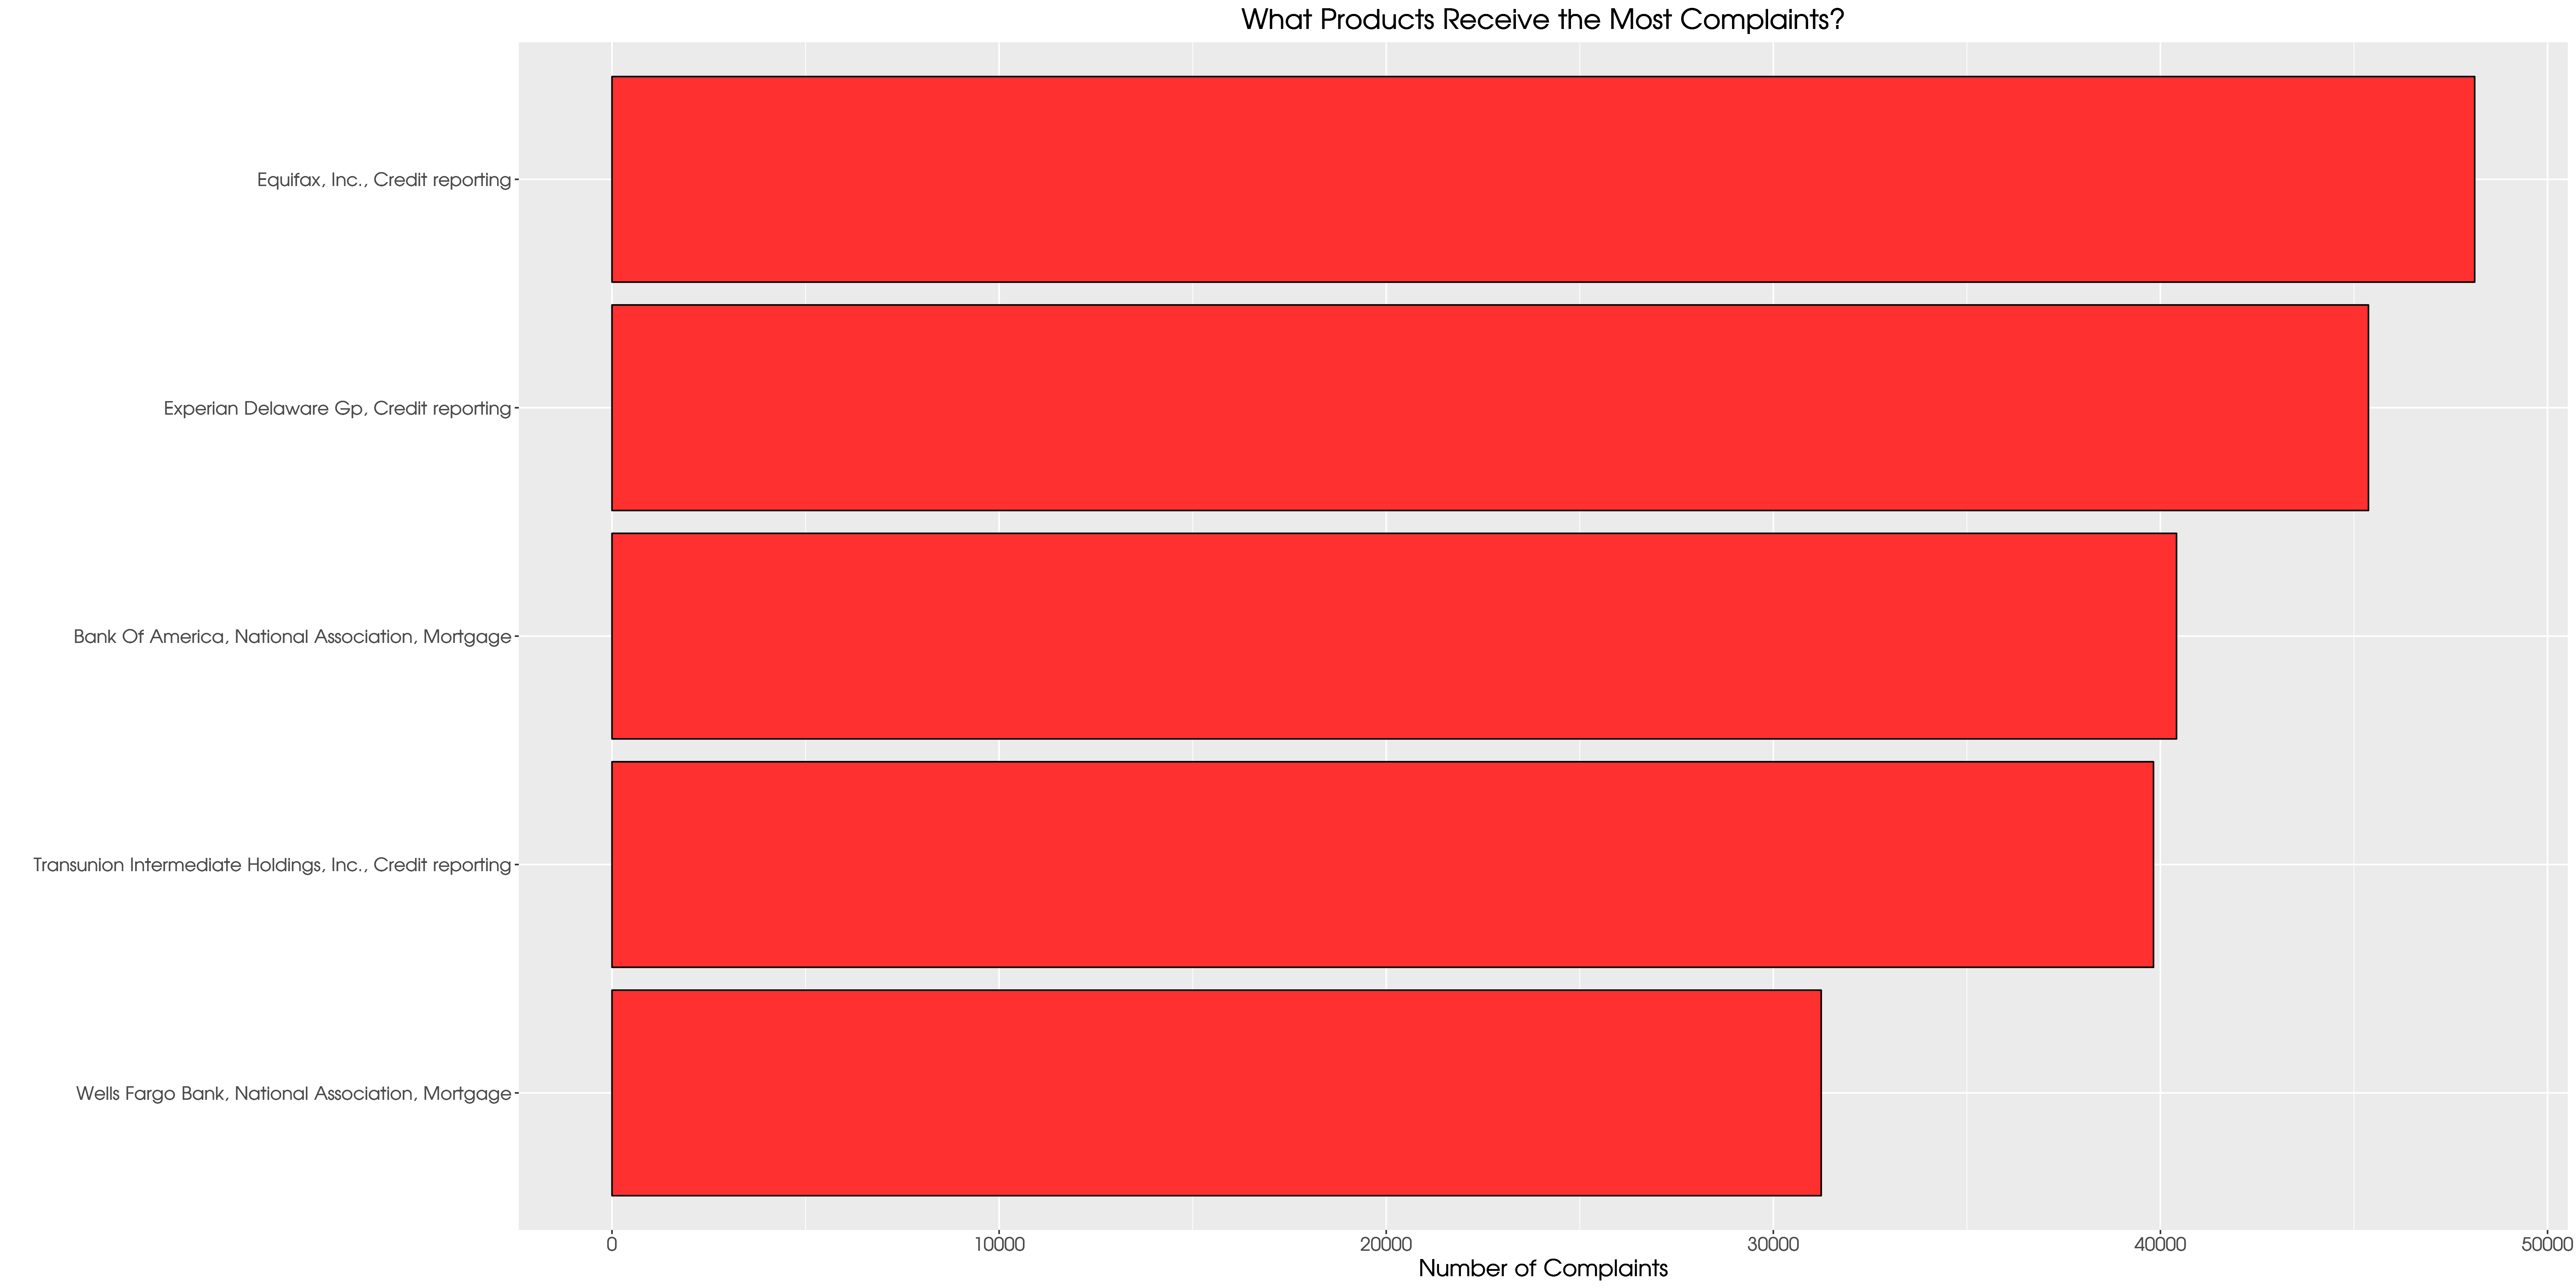 What Products Receive the Most Complaints?
Equifax, Inc., Credit reporting
Experian Delaware Gp, Credit reporting
Bank Of America, National Association, Mortgage
Transunion Intermediate Holdings, Inc., Credit reporting
Wells Fargo Bank, National Association, Mortgage
0 10000 20000 30000 40000 50000
Number of Complaints